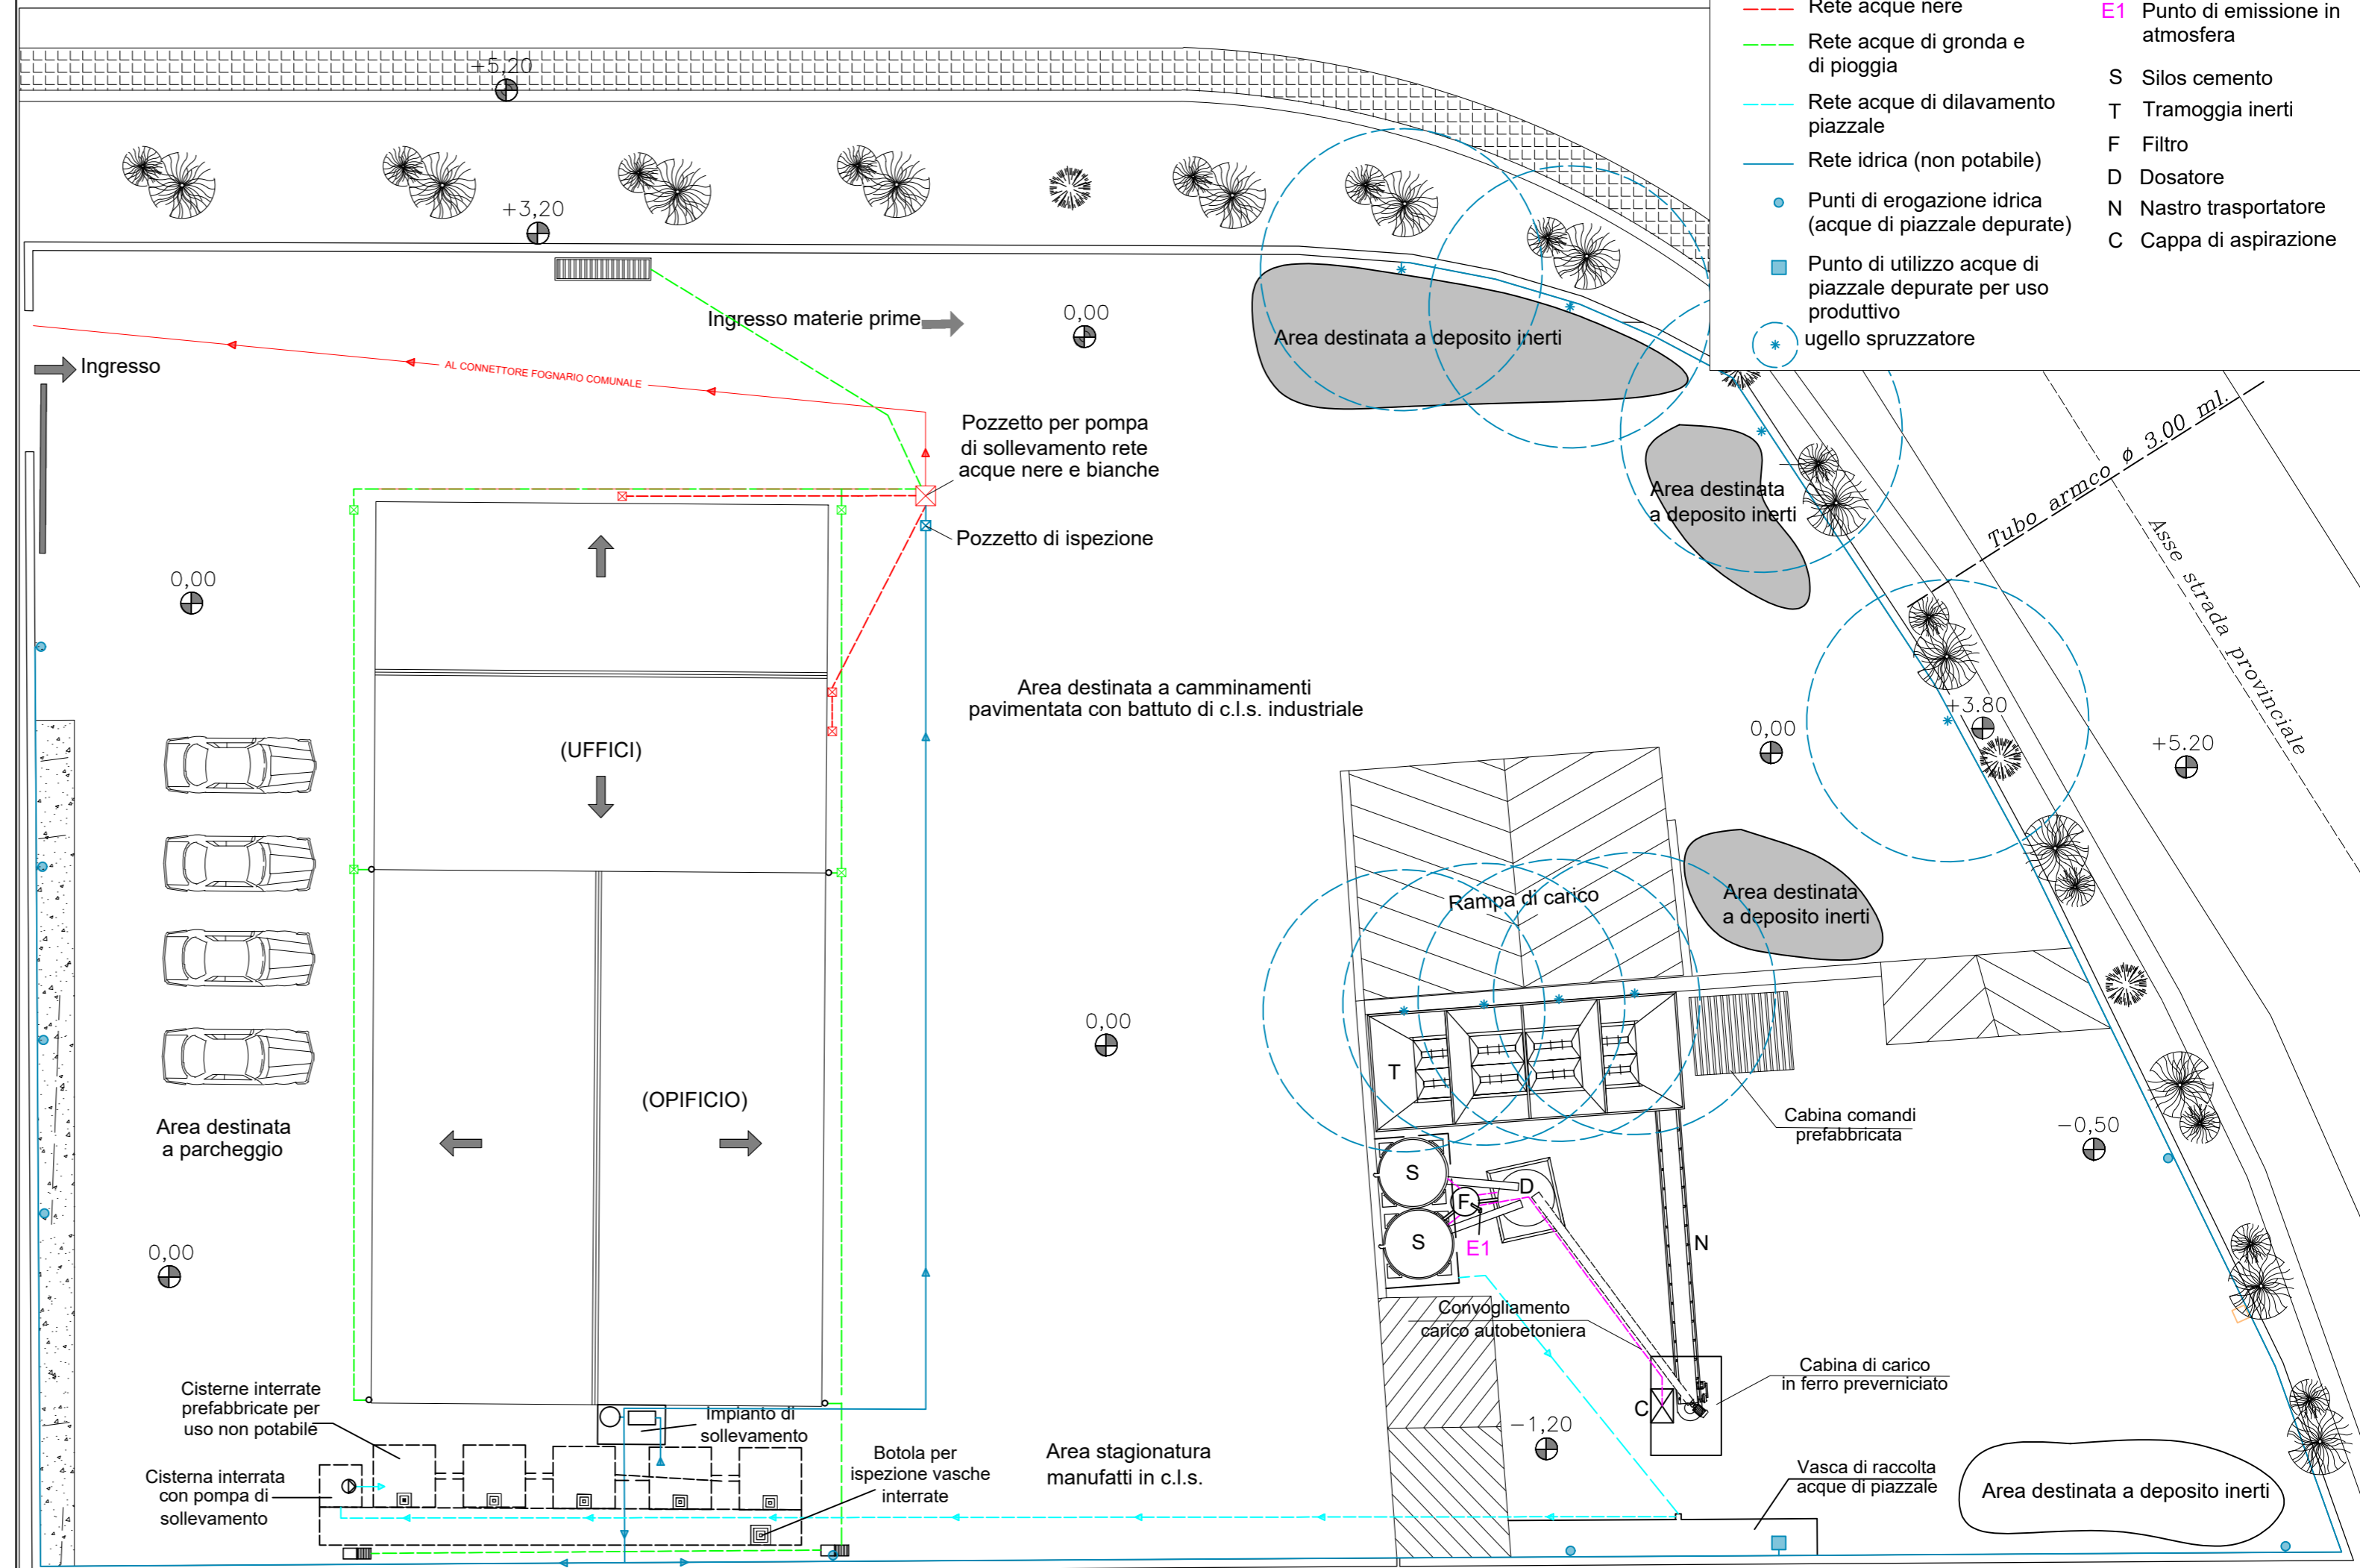 Rete acque nere
Rete acque di gronda e
di pioggia
Rete acque di dilavamento
piazzale
Rete idrica (non potabile)
Punti di erogazione idrica
(acque di piazzale depurate)
Punto di utilizzo acque di
piazzale depurate per uso
produttivo
ugello spruzzatore
E1 Punto di emissione in
atmosfera
S Silos cemento
T Tramoggia inerti
F Filtro
D Dosatore
N Nastro trasportatore
C Cappa di aspirazione
+5,20
+3,20
Ingresso materie prime
0,00
Area destinata a deposito inerti
Ingresso
AL CONNETTORE FOGNARIO COMUNALE
Pozzetto per pompa
di sollevamento rete
acque nere e bianche
Pozzetto di ispezione
Area destinata
a deposito inerti
Tubo armco ø 3.00 ml.
Asse strada provinciale
0,00
Area destinata a camminamenti
pavimentata con battuto di c.l.s. industriale
(UFFICI)
+3.80
0,00
+5.20
Rampa di carico
Area destinata
a deposito inerti
0,00
T
(OPIFICIO)
Area destinata
a parcheggio
Cabina comandi
prefabbricata
-0,50
S
D
F
S
E1
N
0,00
Convogliamento
carico autobetoniera
Cabina di carico
in ferro preverniciato
C
-1,20
Cisterne interrate
prefabbricate per
uso non potabile
Impianto di
sollevamento
Botola per
ispezione vasche
interrate
Area stagionatura
manufatti in c.l.s.
Cisterna interrata
con pompa di
sollevamento
Vasca di raccolta
acque di piazzale
Area destinata a deposito inerti